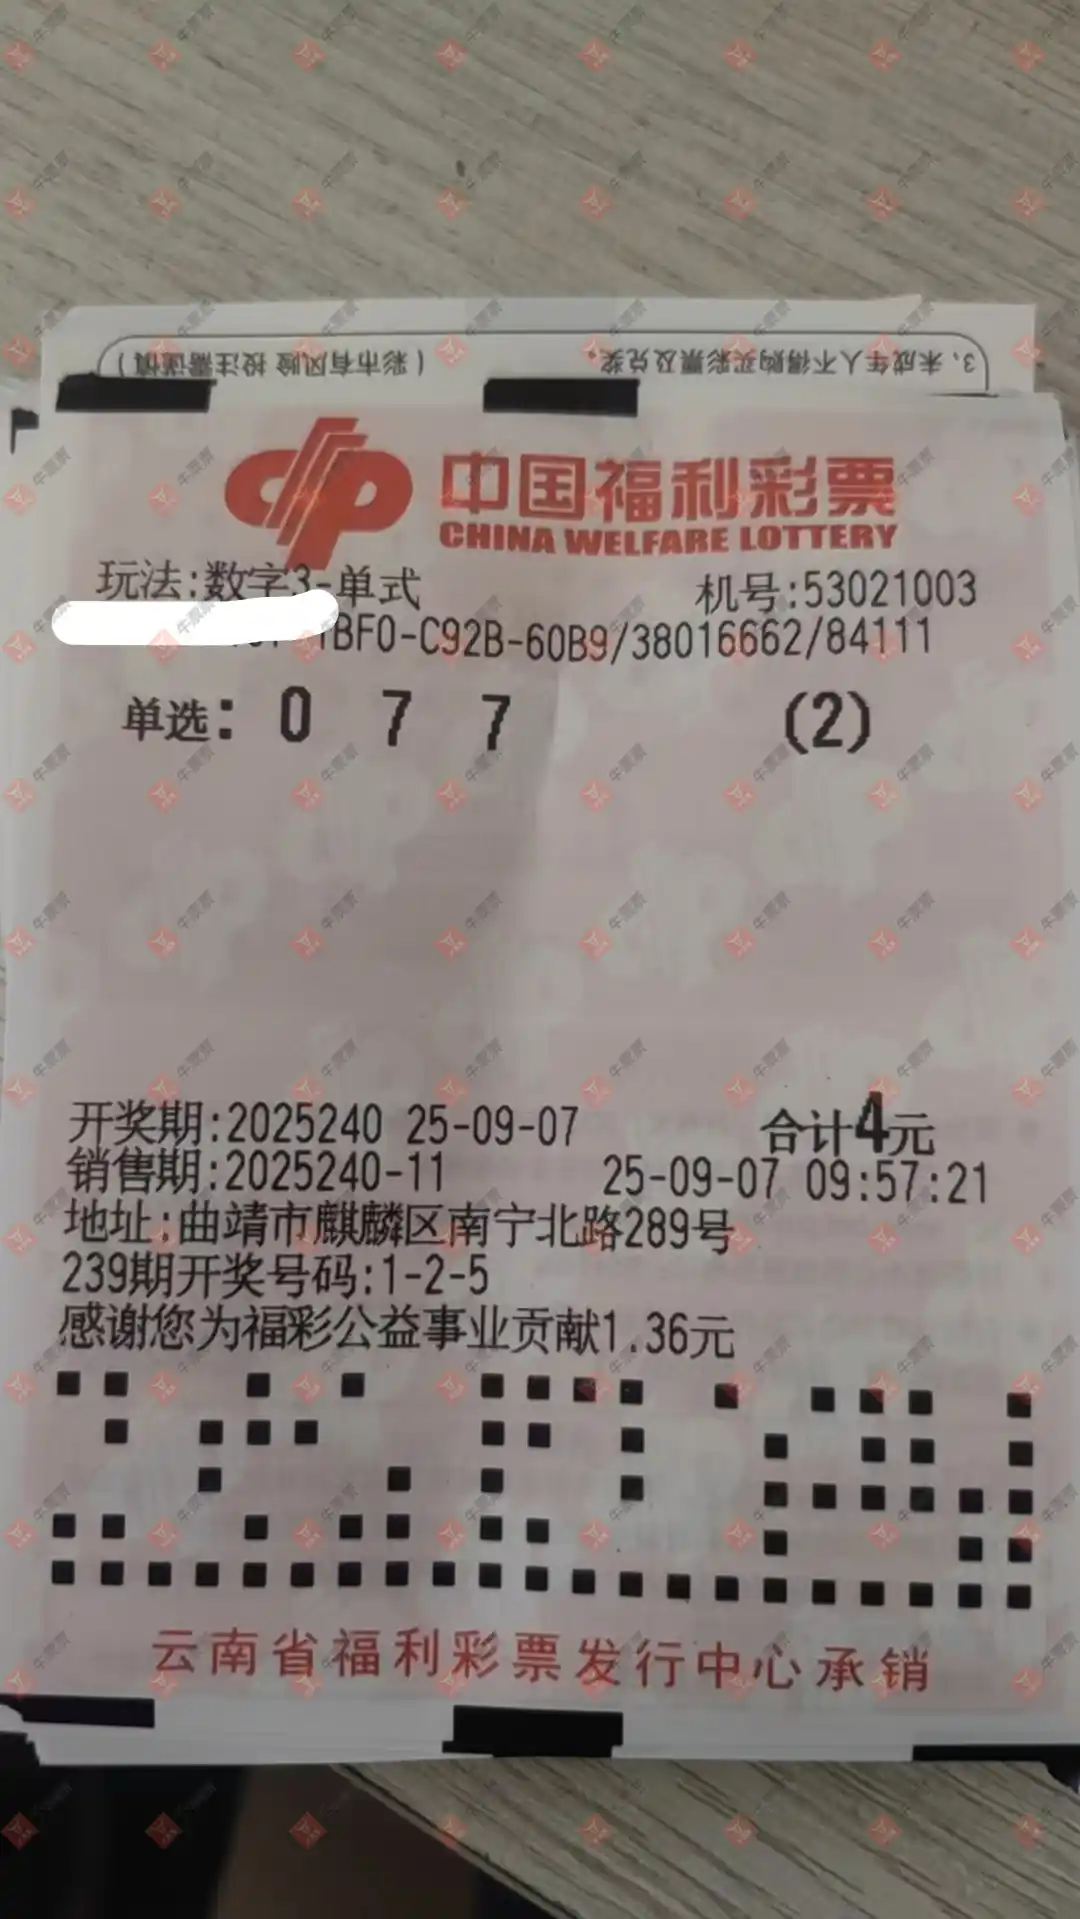 3、未成年人不得购买彩票及兑奖。
(彩市有风险 投注需谨慎)
中国福利彩票
CHINA WELFARE LOTTERY
玩法:数字3-单式 机号:53021003
BF0-C92B-60B9/38016662/84111
单选: 0 7 7 (2)
开奖期:2025240 25-09-07 合计4元
销售期:2025240-11 25-09-07 09:57:21
地址:曲靖市麒麟区南宁北路289号
239期开奖号码:1-2-5
感谢您为福彩公益事业贡献1.36元
云南省福利彩票发行中心承销